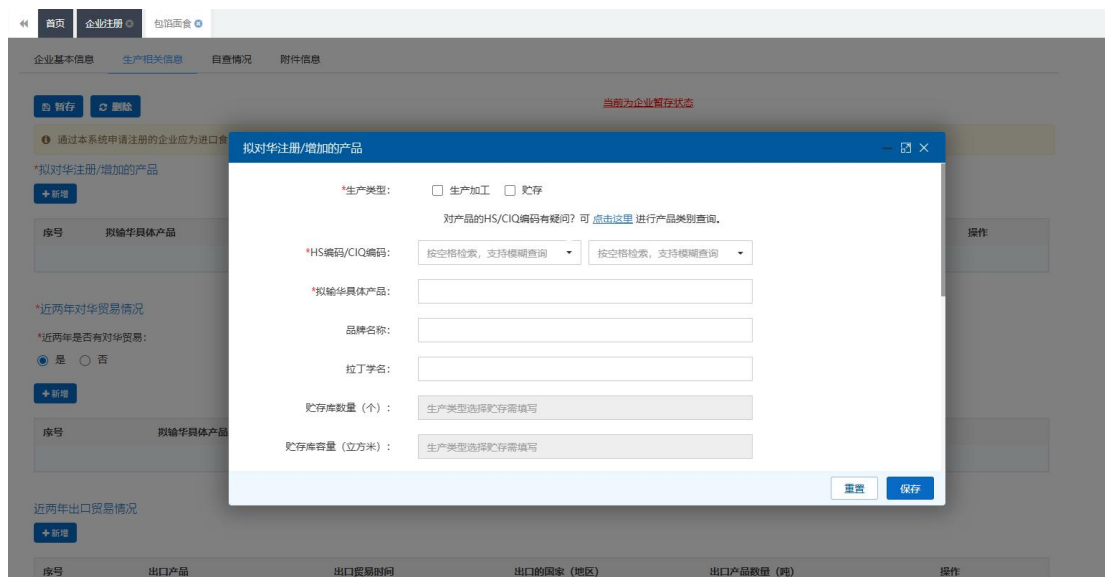 首页 企业注册 包馅面食
企业基本信息 生产相关信息 自查情况 附件信息
暂存 删除 当前为企业暂存状态
通过本系统申请注册的企业应为进口食
*拟对华注册/增加的产品
+新增
序号 拟输华具体产品 操作
*近两年对华贸易情况
*近两年是否有对华贸易:
是 否
+新增
序号 拟输华具体产品
近两年出口贸易情况
+新增
序号 出口产品 出口贸易时间 出口的国家（地区） 出口产品数量（吨） 操作
拟对华注册/增加的产品
*生产类型: 生产加工 贮存
对产品的HS/CIQ编码有疑问？可 点击这里 进行产品类别查询。
*HS编码/CIQ编码: 按空格检索，支持模糊查询 按空格检索，支持模糊查询
*拟输华具体产品:
品牌名称:
拉丁学名:
贮存库数量（个）: 生产类型选择贮存需填写
贮存库容量（立方米）: 生产类型选择贮存需填写
重置 保存